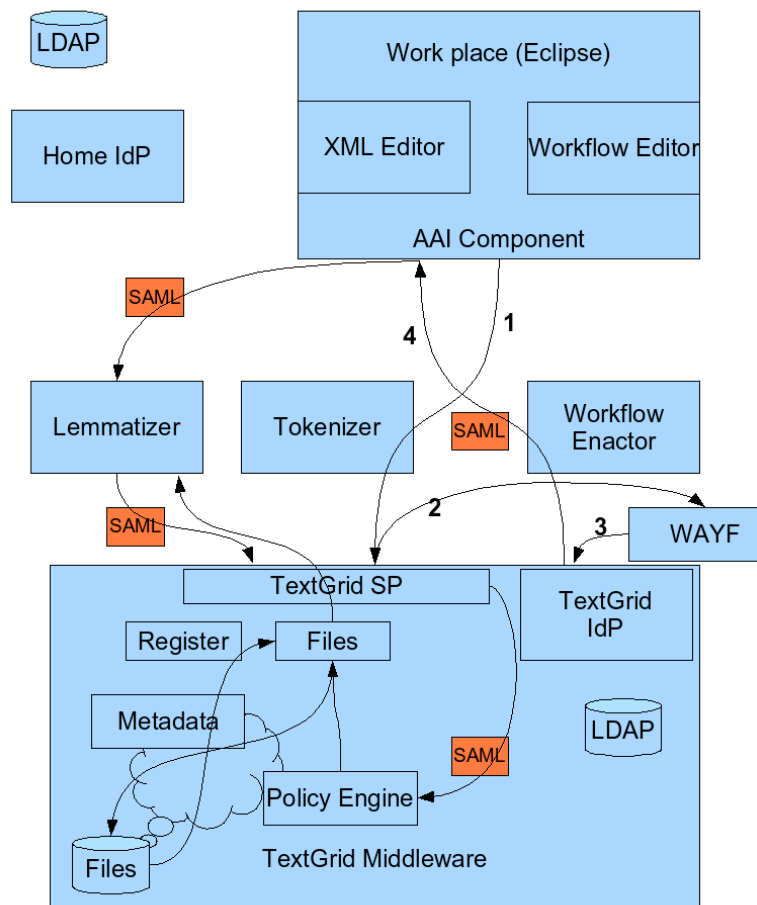 LDAP
Work place (Eclipse)
Home IdP
XML Editor
Workflow Editor
AAI Component
SAML
1
4
Lemmatizer
Tokenizer
SAML
Workflow
Enactor
SAML
2
3
WAYF
TextGrid SP
TextGrid
IdP
Register
Files
Metadata
LDAP
SAML
Policy Engine
Files
TextGrid Middleware